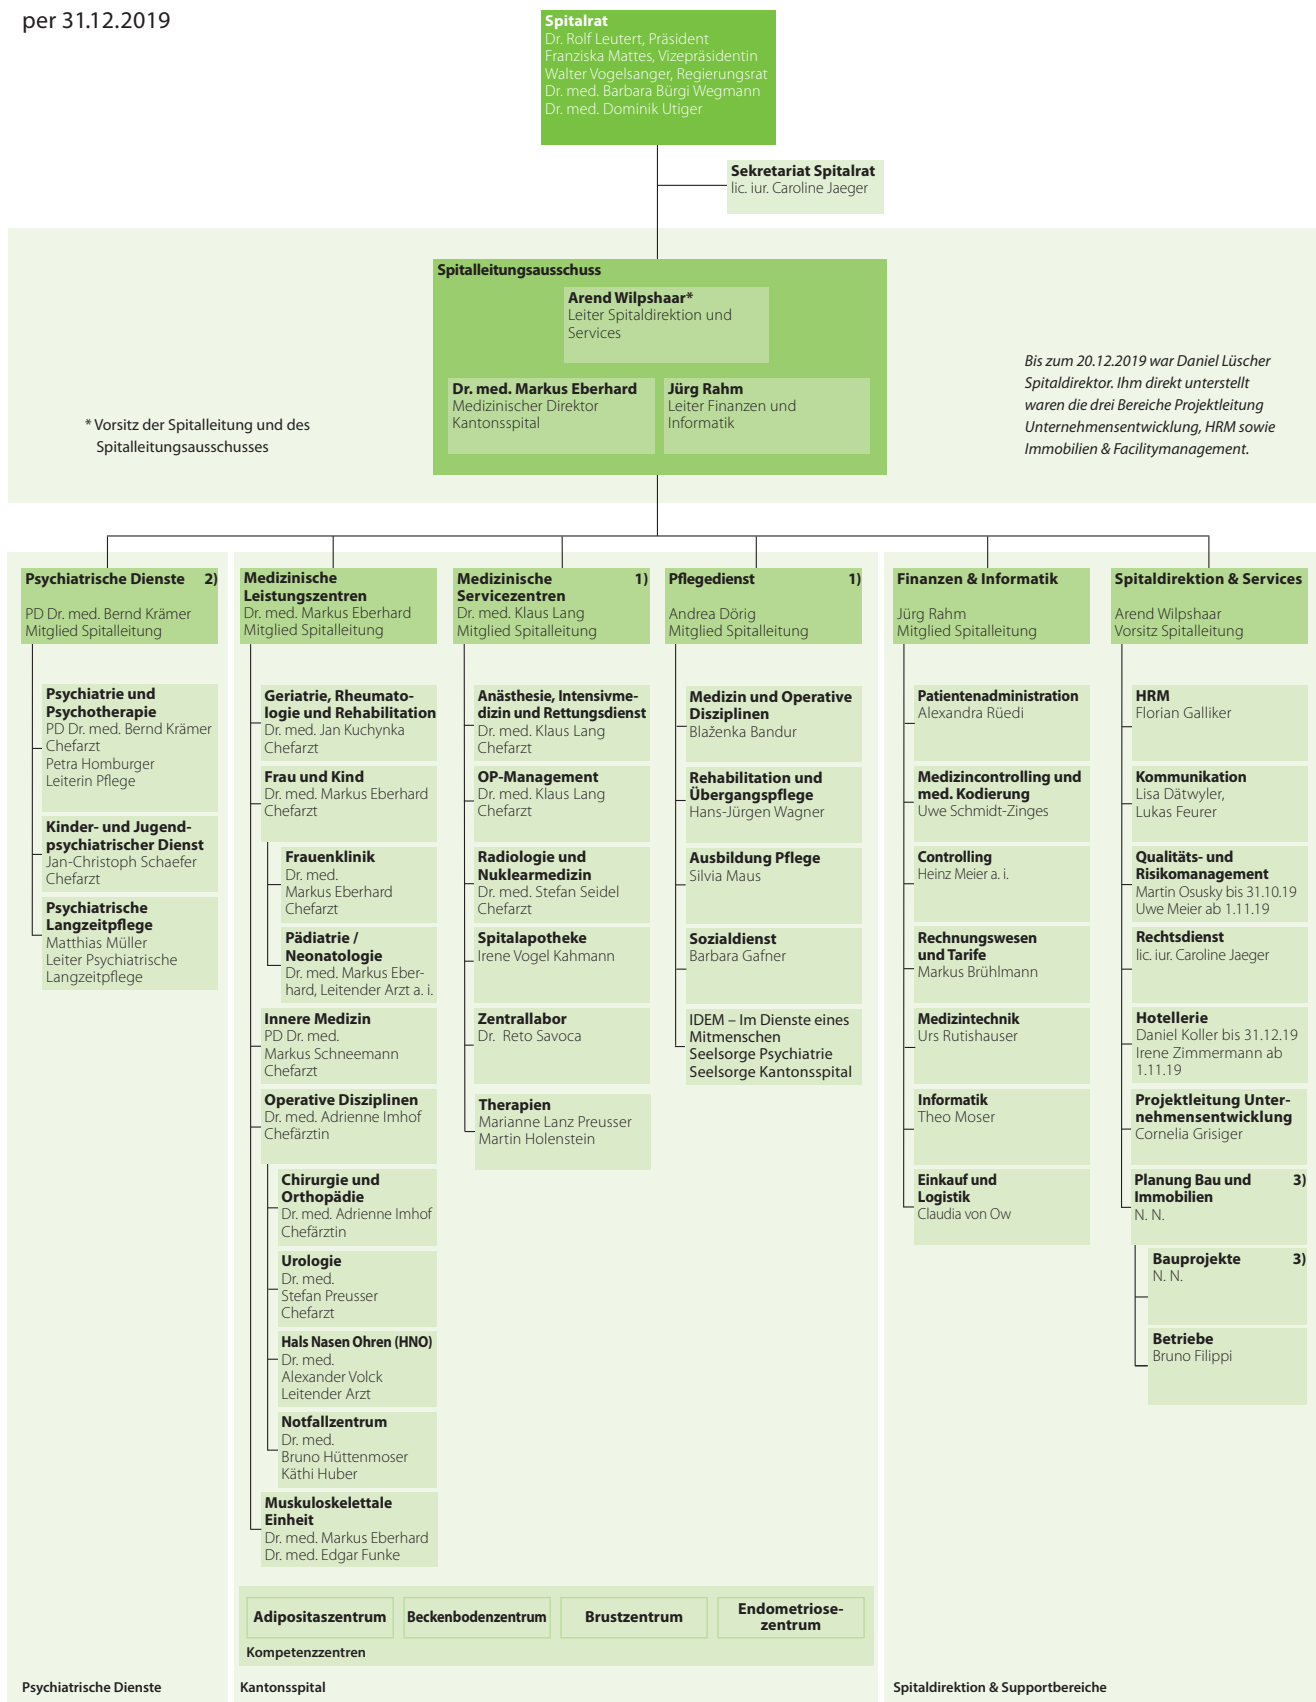 per 31.12.2019
Spitalrat
Dr. Rolf Leutert, Präsident
Franziska Mattes, Vizepräsidentin
Walter Vogelsanger, Regierungsrat
Dr. med. Barbara Bürgi Wegmann
Dr. med. Dominik Utiger
Sekretariat Spitalrat
lic. iur. Caroline Jaeger
Spitalleitungsausschuss
Arend Wilpshaar*
Leiter Spitaldirektion und
Services
Dr. med. Markus Eberhard
Medizinischer Direktor
Kantonsspital
Jürg Rahm
Leiter Finanzen und
Informatik
* Vorsitz der Spitalleitung und des
Spitalleitungsausschusses
Bis zum 20.12.2019 war Daniel Lüscher
Spitaldirektor. Ihm direkt unterstellt
waren die drei Bereiche Projektleitung
Unternehmensentwicklung, HRM sowie
Immobilien & Facilitymanagement.
Psychiatrische Dienste 2)
PD Dr. med. Bernd Krämer
Mitglied Spitalleitung
Psychiatrie und
Psychotherapie
PD Dr. med. Bernd Krämer
Chefarzt
Petra Homburger
Leiterin Pflege
Kinder- und Jugend-
psychiatrischer Dienst
Jan-Christoph Schaefer
Chefarzt
Psychiatrische
Langzeitpflege
Matthias Müller
Leiter Psychiatrische
Langzeitpflege
Medizinische
Leistungszentren
Dr. med. Markus Eberhard
Mitglied Spitalleitung
Geriatrie, Rheumato-
logie und Rehabilitation
Dr. med. Jan Kuchynka
Chefarzt
Frau und Kind
Dr. med. Markus Eberhard
Chefarzt
Frauenklinik
Dr. med.
Markus Eberhard
Chefarzt
Pädiatrie /
Neonatologie
Dr. med. Markus Eber-
hard, Leitender Arzt a. i.
Innere Medizin
PD Dr. med.
Markus Schneemann
Chefarzt
Operative Disziplinen
Dr. med. Adrienne Imhof
Chefärztin
Chirurgie und
Orthopädie
Dr. med. Adrienne Imhof
Chefärztin
Urologie
Dr. med.
Stefan Preusser
Chefarzt
Hals Nasen Ohren (HNO)
Dr. med.
Alexander Volck
Leitender Arzt
Notfallzentrum
Dr. med.
Bruno Hüttenmoser
Käthi Huber
Muskuloskelettale
Einheit
Dr. med. Markus Eberhard
Dr. med. Edgar Funke
Medizinische 1)
Servicezentren
Dr. med. Klaus Lang
Mitglied Spitalleitung
Anästhesie, Intensivme-
dizin und Rettungsdienst
Dr. med. Klaus Lang
Chefarzt
OP-Management
Dr. med. Klaus Lang
Chefarzt
Radiologie und
Nuklearmedizin
Dr. med. Stefan Seidel
Chefarzt
Spitalapotheke
Irene Vogel Kahmann
Zentrallabor
Dr. Reto Savoca
Therapien
Marianne Lanz Preusser
Martin Holenstein
Pflegedienst 1)
Andrea Dörig
Mitglied Spitalleitung
Medizin und Operative
Disziplinen
Blaženka Bandur
Rehabilitation und
Übergangspflege
Hans-Jürgen Wagner
Ausbildung Pflege
Silvia Maus
Sozialdienst
Barbara Gafner
IDEM – Im Dienste eines
Mitmenschen
Seelsorge Psychiatrie
Seelsorge Kantonsspital
Finanzen & Informatik
Jürg Rahm
Mitglied Spitalleitung
Patientenadministration
Alexandra Rüedi
Medizincontrolling und
med. Kodierung
Uwe Schmidt-Zinges
Controlling
Heinz Meier a. i.
Rechnungswesen
und Tarife
Markus Brühlmann
Medizintechnik
Urs Rutishauser
Informatik
Theo Moser
Einkauf und
Logistik
Claudia von Ow
Spitaldirektion & Services
Arend Wilpshaar
Vorsitz Spitalleitung
HRM
Florian Galliker
Kommunikation
Lisa Dätwyler,
Lukas Feurer
Qualitäts- und
Risikomanagement
Martin Osusky bis 31.10.19
Uwe Meier ab 1.11.19
Rechtsdienst
lic. iur. Caroline Jaeger
Hotellerie
Daniel Koller bis 31.12.19
Irene Zimmermann ab
1.11.19
Projektleitung Unter-
nehmensentwicklung
Cornelia Grisiger
Planung Bau und 3)
Immobilien
N. N.
Bauprojekte 3)
N. N.
Betriebe
Bruno Filippi
Adipositaszentrum
Beckenbodenzentrum
Brustzentrum
Endometriose-
zentrum
Kompetenzzentren
Psychiatrische Dienste
Kantonsspital
Spitaldirektion & Supportbereiche